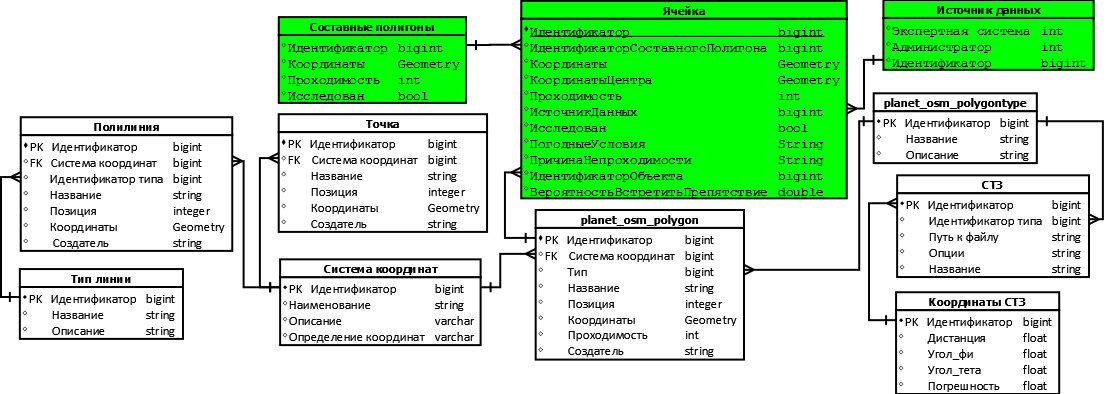 Составные полигоны
Идентификатор bigint
Координаты Geometry
Проходимость int
Исследован bool
Ячейка
Идентификатор bigint
ИдентификаторСоставногоПолигона bigint
Координаты Geometry
КоординатыЦентра Geometry
Проходимость int
ИсточникДанных bigint
Исследован bool
ПогодныеУсловия String
ПричинаНепроходимости String
ИдентификаторОбъекта bigint
ВероятностьВстретитьПрепятствие double
Источник данных
Экспертная система int
Администратор int
Идентификатор bigint
Полилиния
PK Идентификатор bigint
FK Система координат bigint
Идентификатор типа bigint
Название string
Позиция integer
Координаты Geometry
Создатель string
Точка
PK Идентификатор bigint
FK Система координат bigint
Название string
Позиция integer
Координаты Geometry
Создатель string
planet_osm_polygontype
PK Идентификатор bigint
Название string
Описание string
СТЗ
PK Идентификатор bigint
Идентификатор типа bigint
Путь к файлу string
Опции string
Название string
Тип линии
PK Идентификатор bigint
Название string
Описание string
Система координат
PK Идентификатор bigint
Наименование string
Описание varchar
Определение координат varchar
planet_osm_polygon
PK Идентификатор bigint
FK Система координат bigint
Тип bigint
Название string
Позиция integer
Координаты Geometry
Проходимость int
Создатель string
Координаты СТЗ
PK Идентификатор bigint
Дистанция float
Угол_фи float
Угол_тета float
Погрешность float